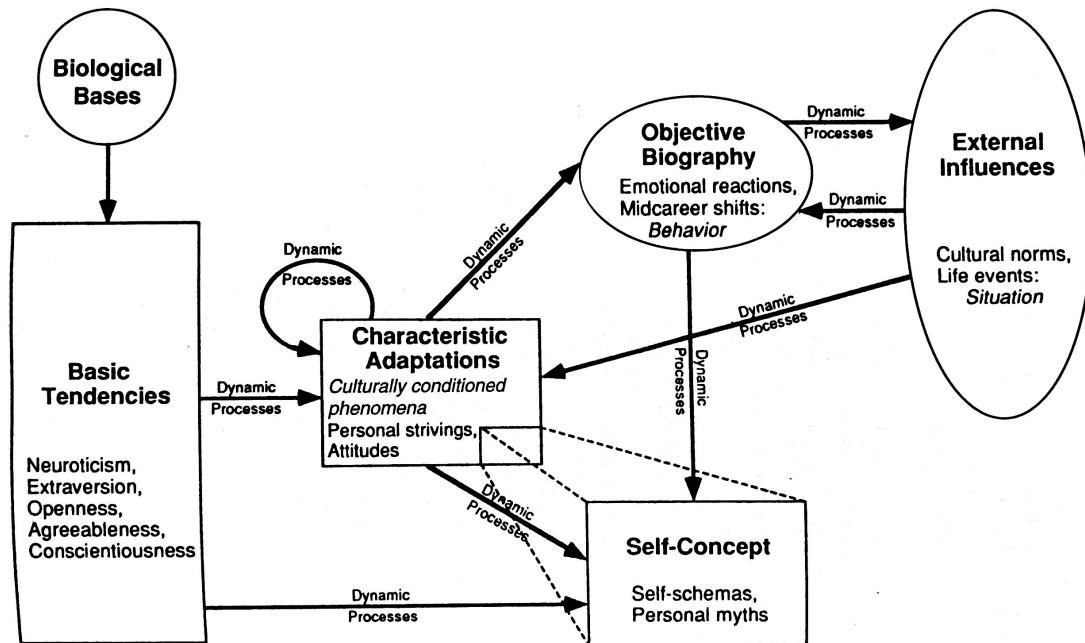 Biological
Bases
Dynamic
Processes
Objective
Biography
Emotional reactions,
Midcareer shifts:
Behavior
External
Influences
Dynamic
Processes
Cultural norms,
Life events:
Situation
Dynamic
Processes
Dynamic
Processes
Dynamic
Processes
Characteristic
Adaptations
Culturally conditioned
phenomena
Personal strivings,
Attitudes
Basic
Tendencies
Neuroticism,
Extraversion,
Openness,
Agreeableness,
Conscientiousness
Dynamic
Processes
Dynamic
Processes
Dynamic
Processes
Self-Concept
Self-schemas,
Personal myths
Dynamic
Processes